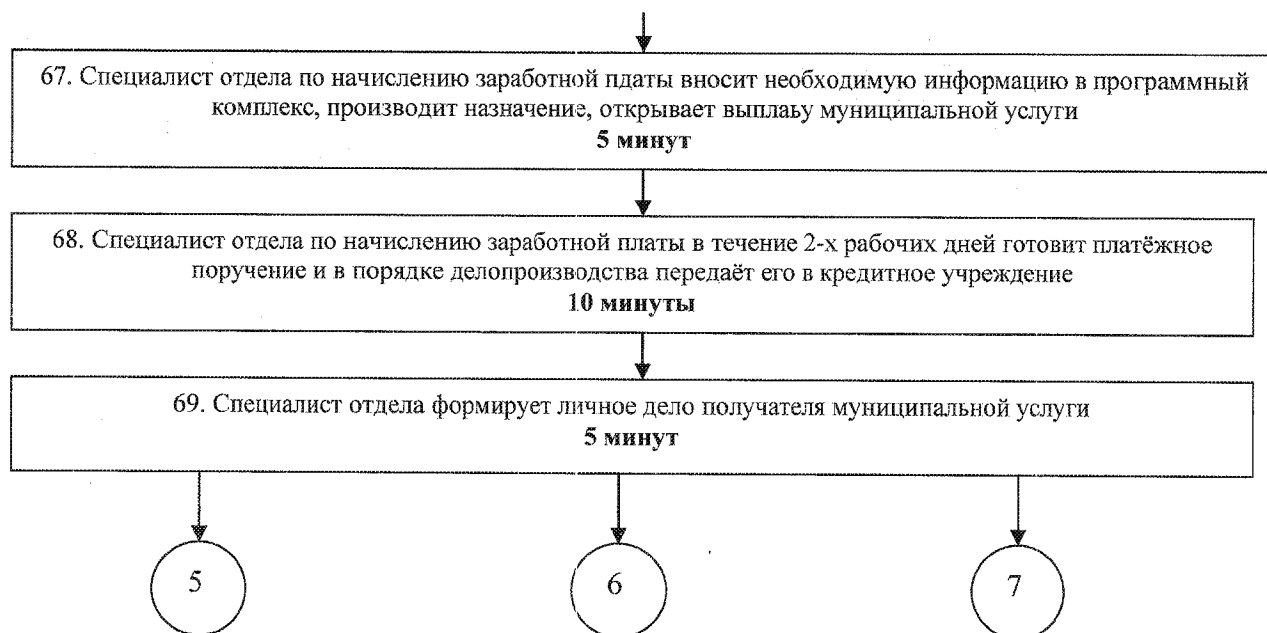 67. Специалист отдела по начислению заработной пдаты вносит необходимую информацию в программный
комплекс, производит назначение, открывает выплаьу муниципальной услуги
5 минут
68. Специалист отдела по начислению заработной платы в течение 2-х рабочих дней готовит платёжное
поручение и в порядке делопроизводства передаёт его в кредитное учреждение
10 минуты
69. Специалист отдела формирует личное дело получателя муниципальной услуги
5 минут
5 6 7